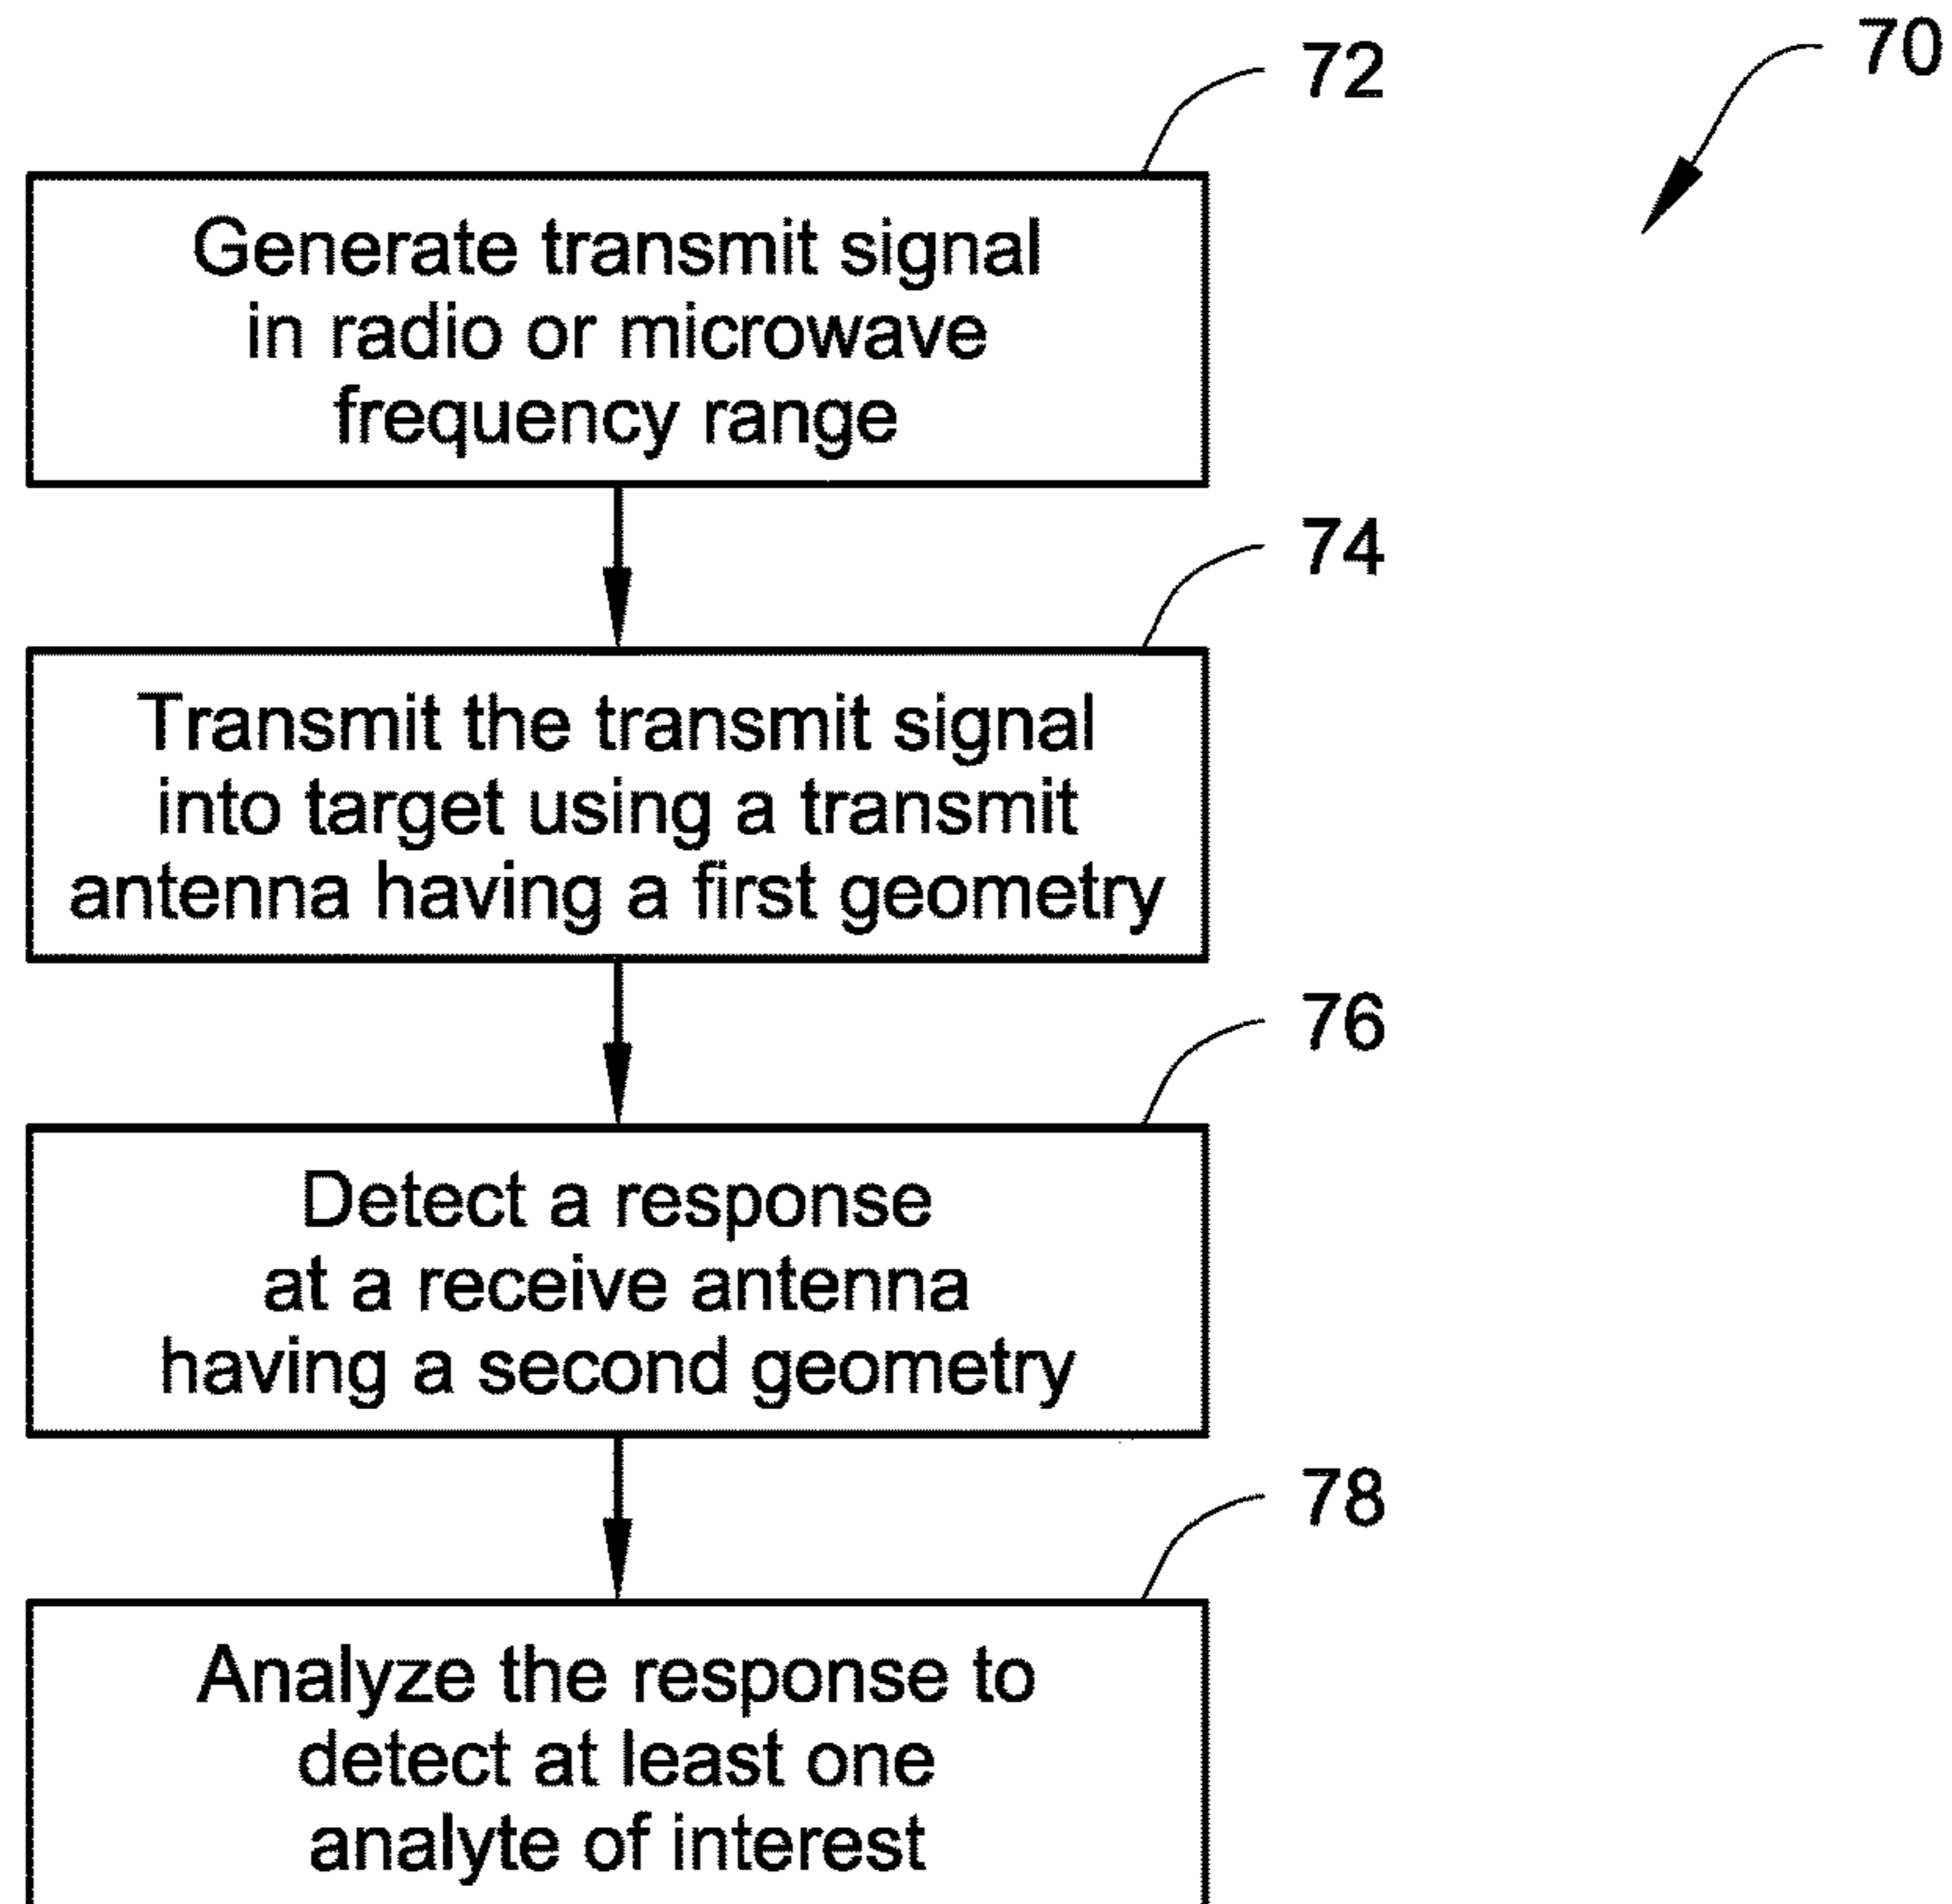 70
72
Generate transmit signal
in radio or microwave
frequency range
74
Transmit the transmit signal
into target using a transmit
antenna having a first geometry
76
Detect a response
at a receive antenna
having a second geometry
78
Analyze the response to
detect at least one
analyte of interest